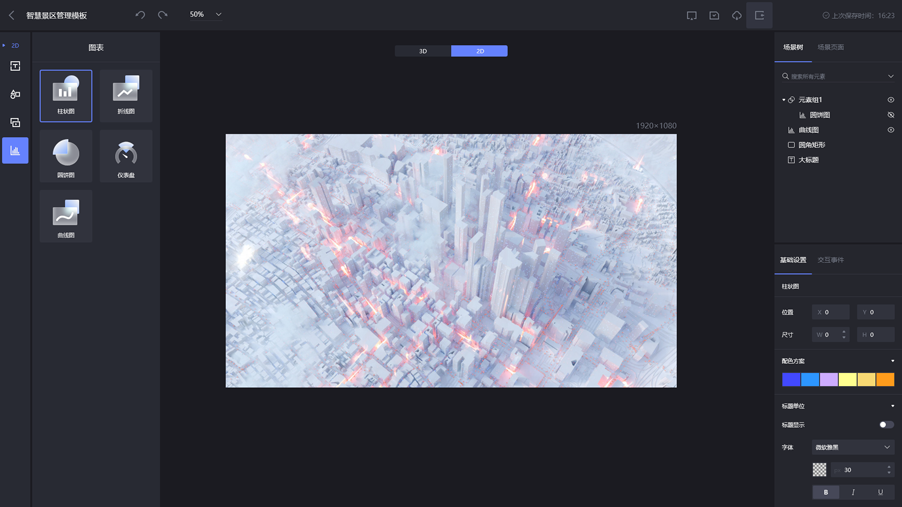 智慧景区管理模板
50%
上次保存时间：16:23
2D
图表
柱状图
折线图
圆饼图
仪表盘
曲线图
3D
2D
1920×1080
场景树
场景页面
搜索所有元素
元素组1
圆饼图
曲线图
圆角矩形
大标题
基础设置
交互事件
柱状图
位置
X 0
Y 0
尺寸
W 0
H 0
配色方案
标题单位
标题显示
字体
微软雅黑
30
B
I
U